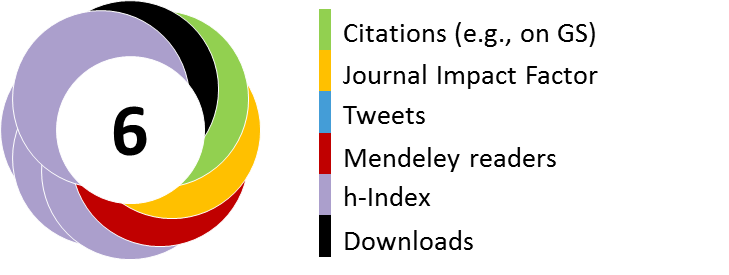 6
Citations (e.g., on GS)
Journal Impact Factor
Tweets
Mendeley readers
h-Index
Downloads